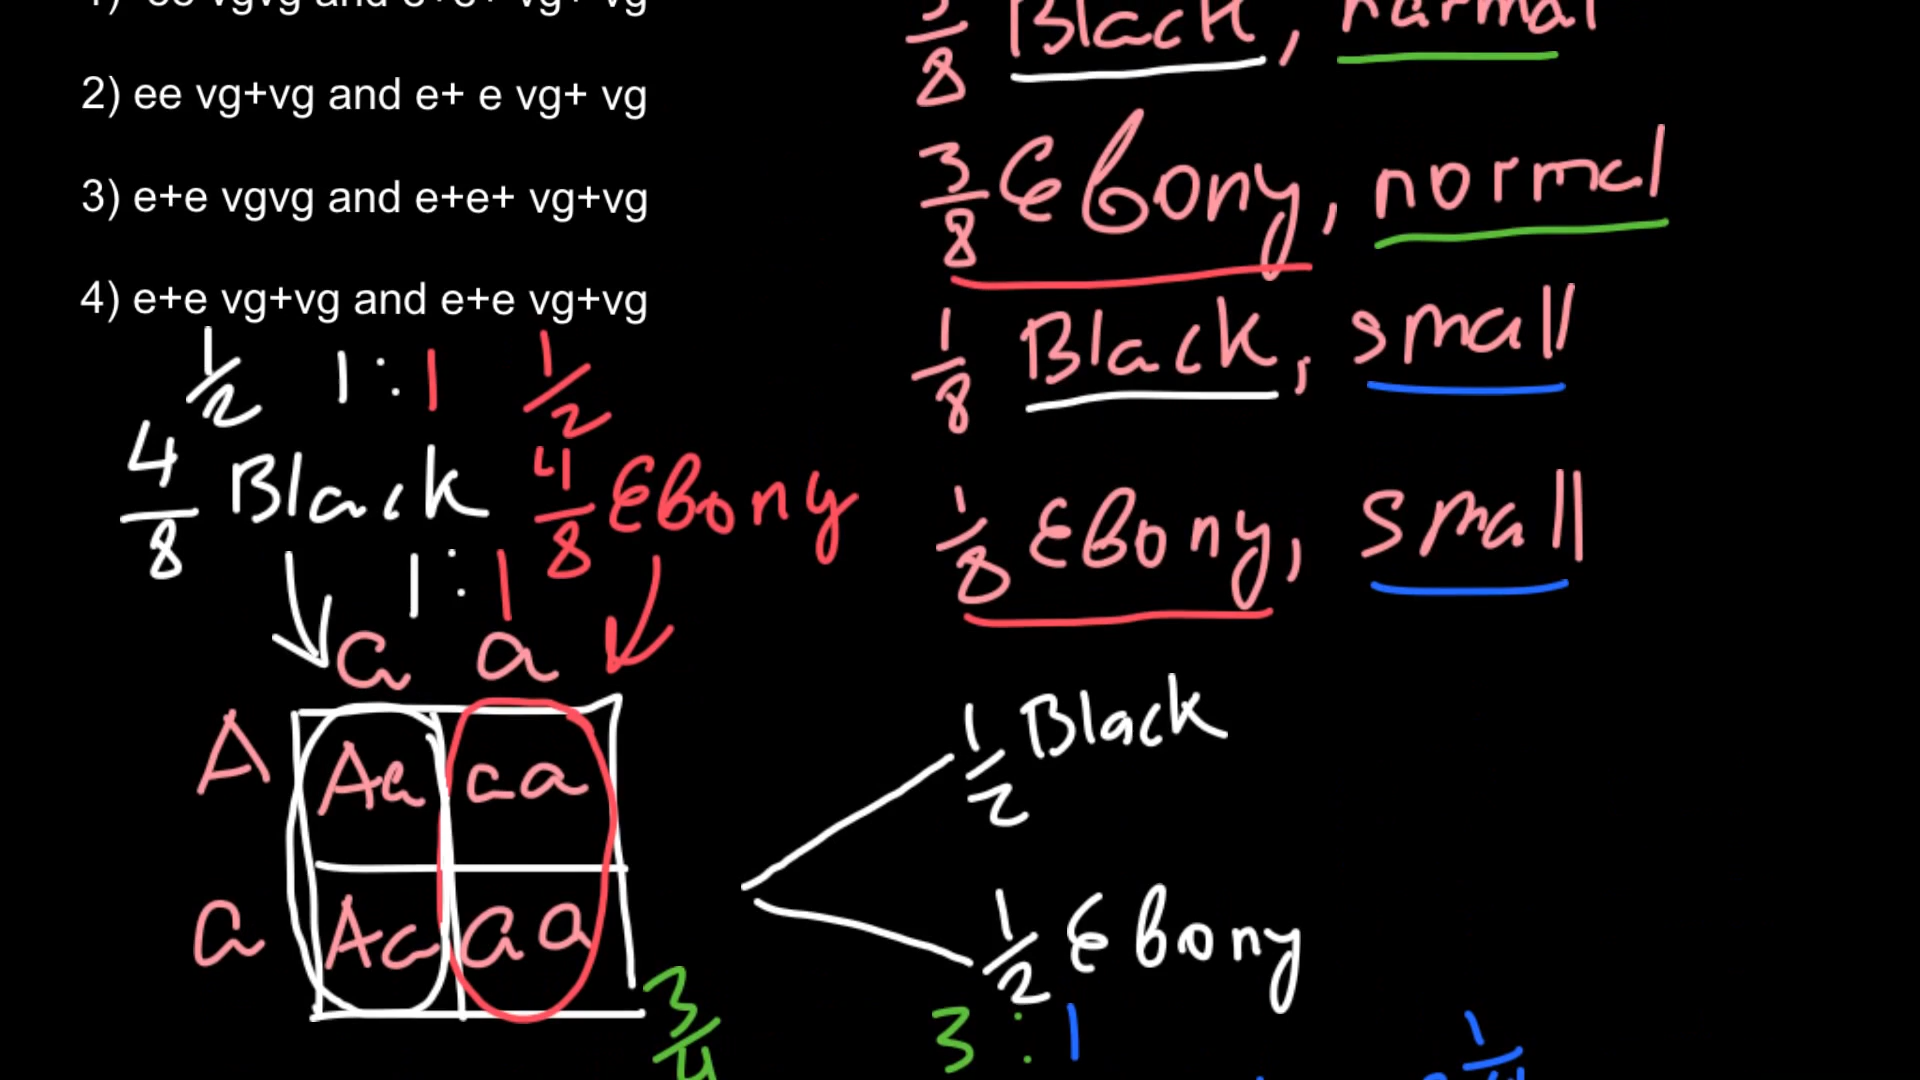 2) ee vg+vg and e+ e vg+ vg
3) e+e vgvg and e+e+ vg+vg
4) e+e vg+vg and e+e vg+vg
1/2 1:1 1/2
4/8 Black 4/8 Ebony
1:1
a a
A Aa aa
a Aa aa
3/8 Black, normal
3/8 Ebony, normal
1/8 Black, small
1/8 Ebony, small
1/2 Black
1/2 Ebony
3/4 3:1